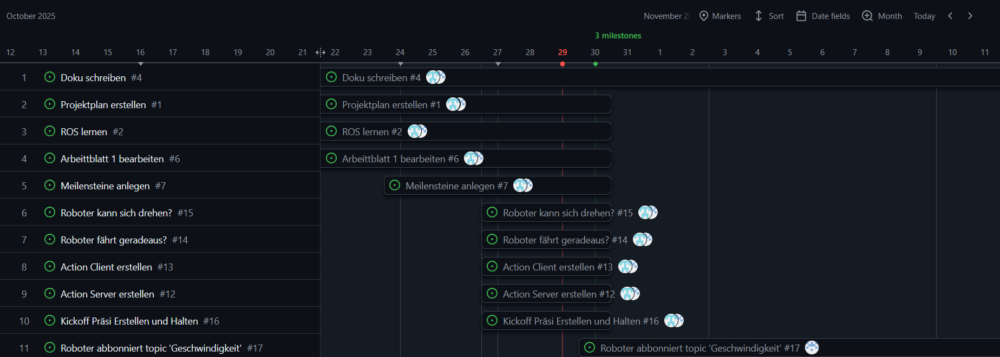 October 2025 November 20 Markers Sort Date fields Month Today
3 milestones
12 13 14 15 16 17 18 19 20 21 22 23 24 25 26 27 28 29 30 31 1 2 3 4 5 6 7 8 9 10 11
1 Doku schreiben #4 Doku schreiben #4
2 Projektplan erstellen #1 Projektplan erstellen #1
3 ROS lernen #2 ROS lernen #2
4 Arbeittblatt 1 bearbeiten #6 Arbeittblatt 1 bearbeiten #6
5 Meilensteine anlegen #7 Meilensteine anlegen #7
6 Roboter kann sich drehen? #15 Roboter kann sich drehen? #15
7 Roboter fährt geradeaus? #14 Roboter fährt geradeaus? #14
8 Action Client erstellen #13 Action Client erstellen #13
9 Action Server erstellen #12 Action Server erstellen #12
10 Kickoff Präsi Erstellen und Halten #16 Kickoff Präsi Erstellen und Halten #16
11 Roboter abbonniert topic 'Geschwindigkeit' #17 Roboter abbonniert topic 'Geschwindigkeit' #17